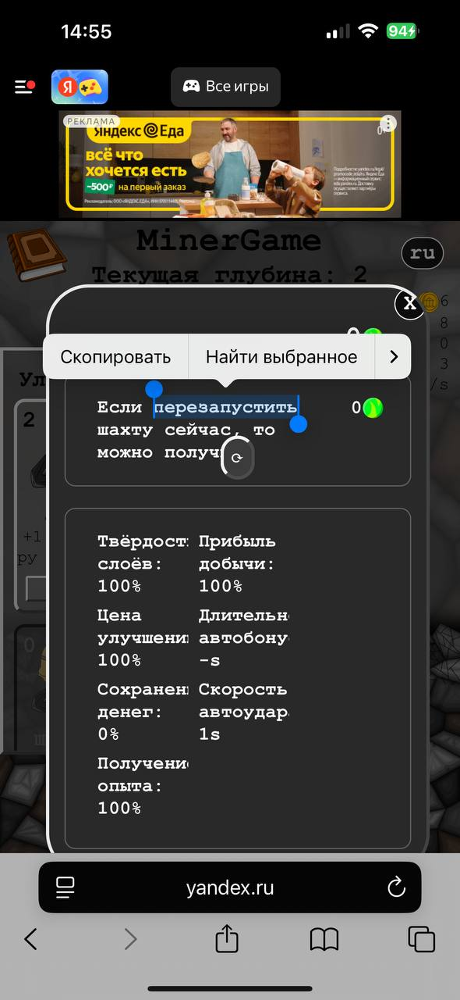 14:55
94
Я
Все игры
РЕКЛАМА
Яндекс Еда
всё что
хочется есть
-500₽ на первый заказ
MinerGame
ru
Текущая глубина: 2
X
6
8
0
3
/s
0
Скопировать
Найти выбранное
Ул
2
Если перезапустить
0
шахту сейчас, то
можно получ
+1
ру
0
Твёрдост
Прибыль
слоёв:
добычи:
100%
100%
Цена
Длительн
улучшени
автобону
100%
-s
Сохранен
Скорость
денег:
автоудар
0%
1s
Получени
опыта:
100%
yandex.ru